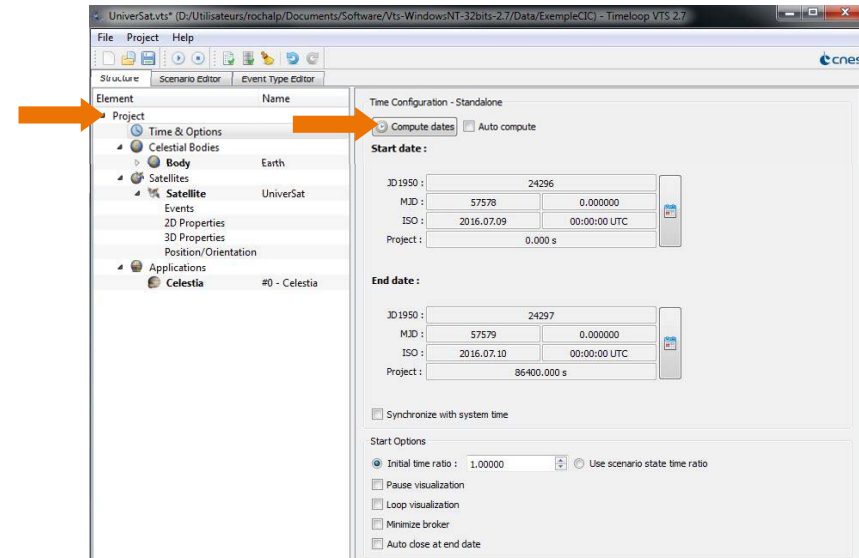 UniverSat.vts* (D:/Utilisateurs/rochalp/Documents/Software/Vts-WindowsNT-32bits-2.7/Data/ExempleCIC) - Timeloop VTS 2.7
File Project Help
cnes
Structure Scenario Editor Event Type Editor
Element Name
Project
Time & Options
Celestial Bodies
Body Earth
Satellites
Satellite UniverSat
Events
2D Properties
3D Properties
Position/Orientation
Applications
Celestia #0 - Celestia
Time Configuration - Standalone
Compute dates Auto compute
Start date :
JD1950 : 24296
MJD : 57578 0.000000
ISO : 2016.07.09 00:00:00 UTC
Project : 0.000 s
End date :
JD1950 : 24297
MJD : 57579 0.000000
ISO : 2016.07.10 00:00:00 UTC
Project : 86400.000 s
Synchronize with system time
Start Options
Initial time ratio : 1.00000 Use scenario state time ratio
Pause visualization
Loop visualization
Minimize broker
Auto close at end date